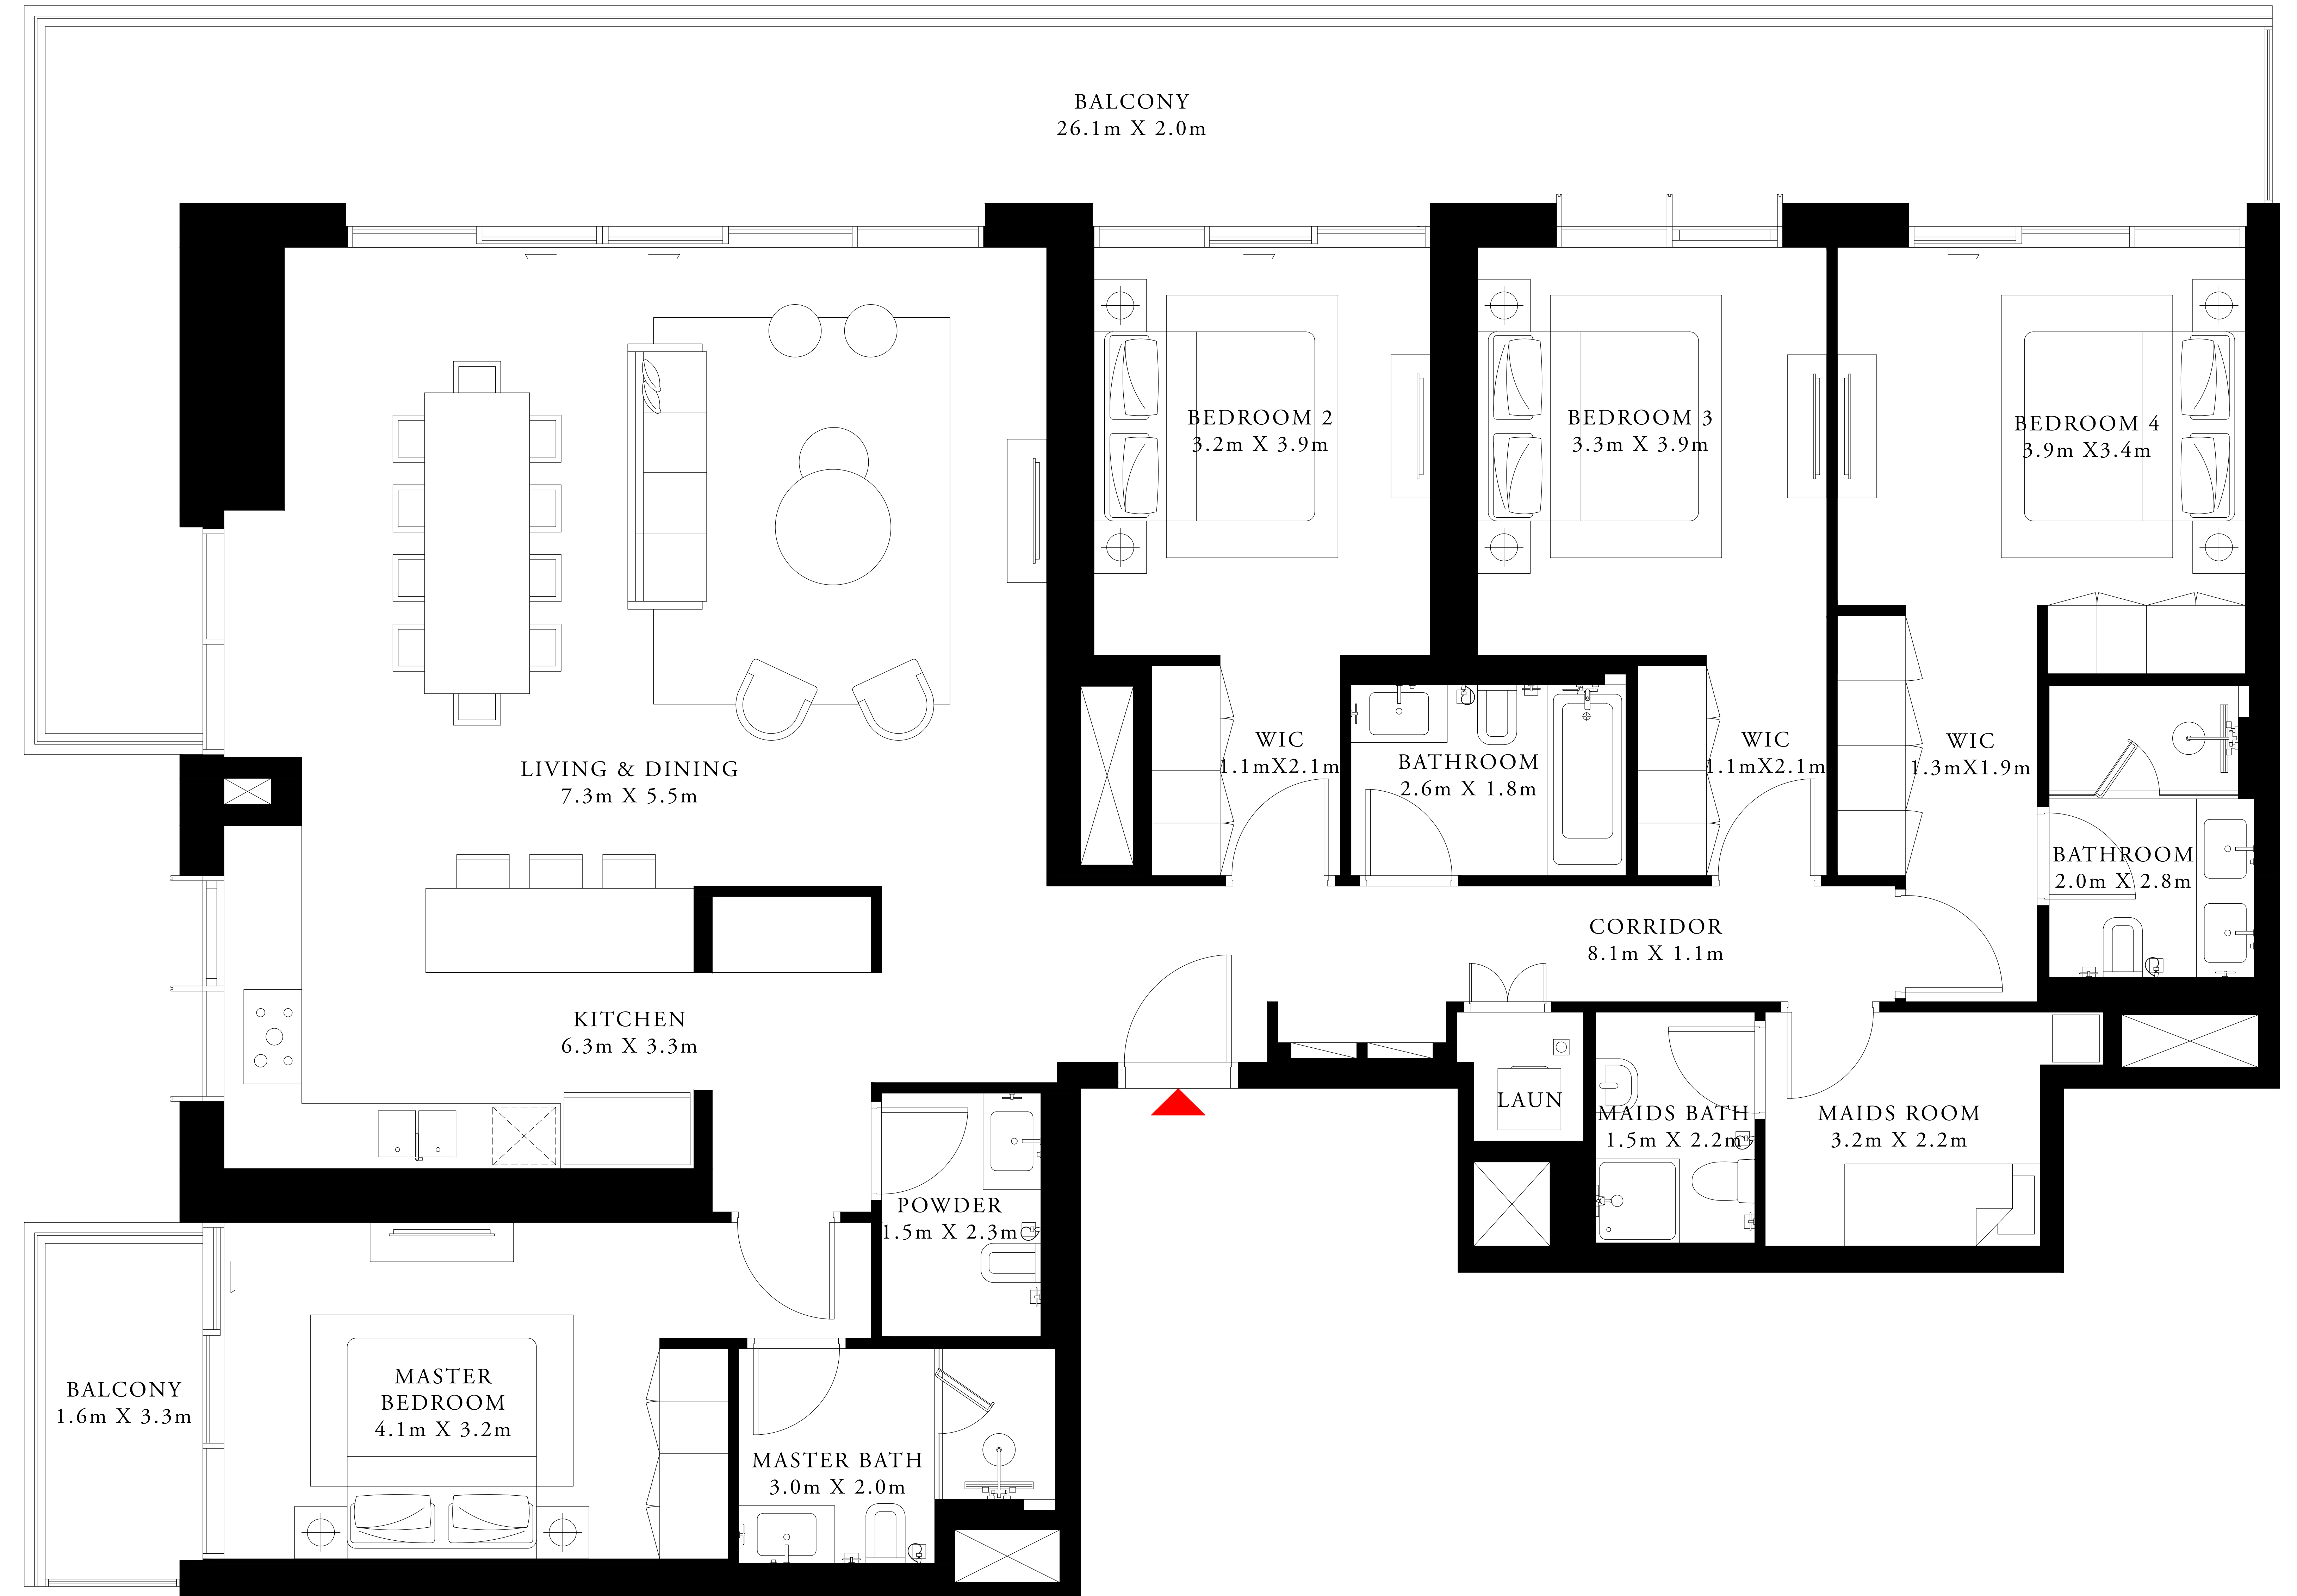 BALCONY
26.1m X 2.0m
BEDROOM 2
3.2m X 3.9m
BEDROOM 3
3.3m X 3.9m
BEDROOM 4
3.9m X3.4m
LIVING & DINING
7.3m X 5.5m
WIC
1.1mX2.1m
BATHROOM
2.6m X 1.8m
WIC
1.1mX2.1m
WIC
1.3mX1.9m
BATHROOM
2.0m X 2.8m
CORRIDOR
8.1m X 1.1m
KITCHEN
6.3m X 3.3m
LAUN
MAIDS BATH
1.5m X 2.2m
MAIDS ROOM
3.2m X 2.2m
POWDER
1.5m X 2.3m
BALCONY
1.6m X 3.3m
MASTER
BEDROOM
4.1m X 3.2m
MASTER BATH
3.0m X 2.0m